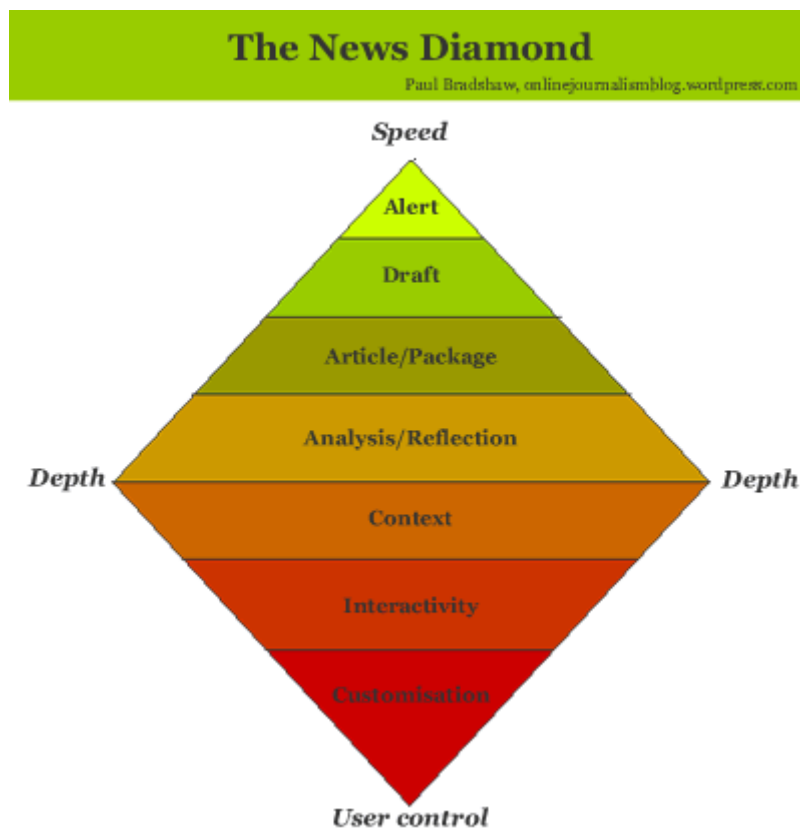 The News Diamond
Paul Bradshaw, onlinejournalismblog.wordpress.com
Speed
Alert
Draft
Article/Package
Analysis/Reflection
Depth
Depth
Context
Interactivity
Customisation
User control